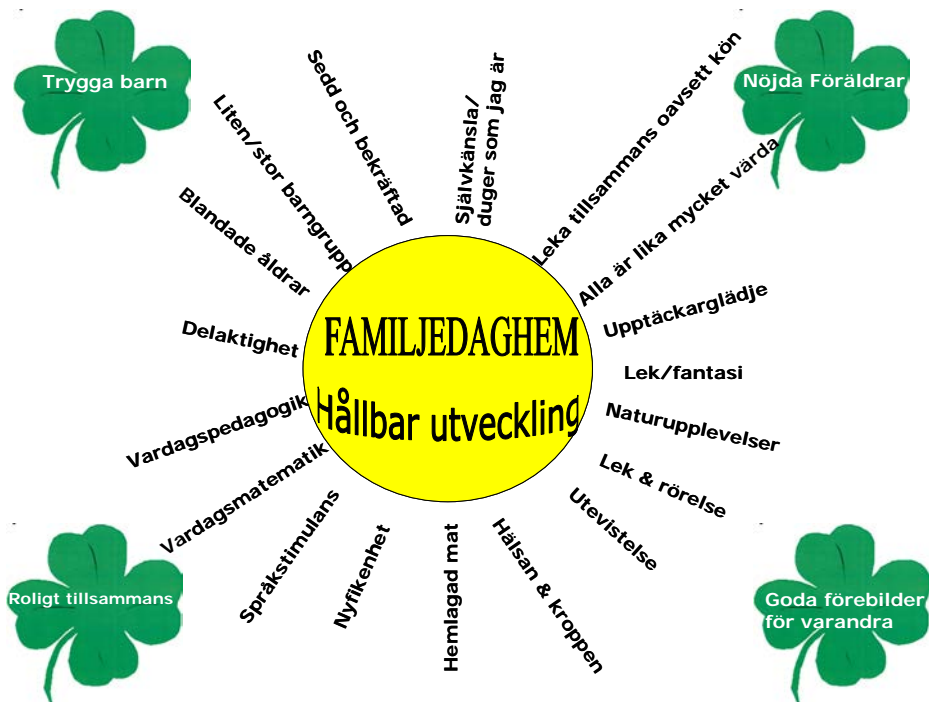 Trygga barn
Nöjda Föräldrar
Sedd och bekräftad
Självkänsla/
duger som jag är
Leka tillsammans oavsett kön
Liten/stor barngrupp
Alla är lika mycket värda
Blandade åldrar
Upptäckarglädje
Delaktighet
FAMILJEDAGHEM
Hållbar utveckling
Lek/fantasi
Vardagspedagogik
Naturupplevelser
Vardagsmatematik
Lek & rörelse
Språkstimulans
Utevistelse
Nyfikenhet
Hemlagad mat
Hälsan & kroppen
Roligt tillsammans
Goda förebilder
för varandra